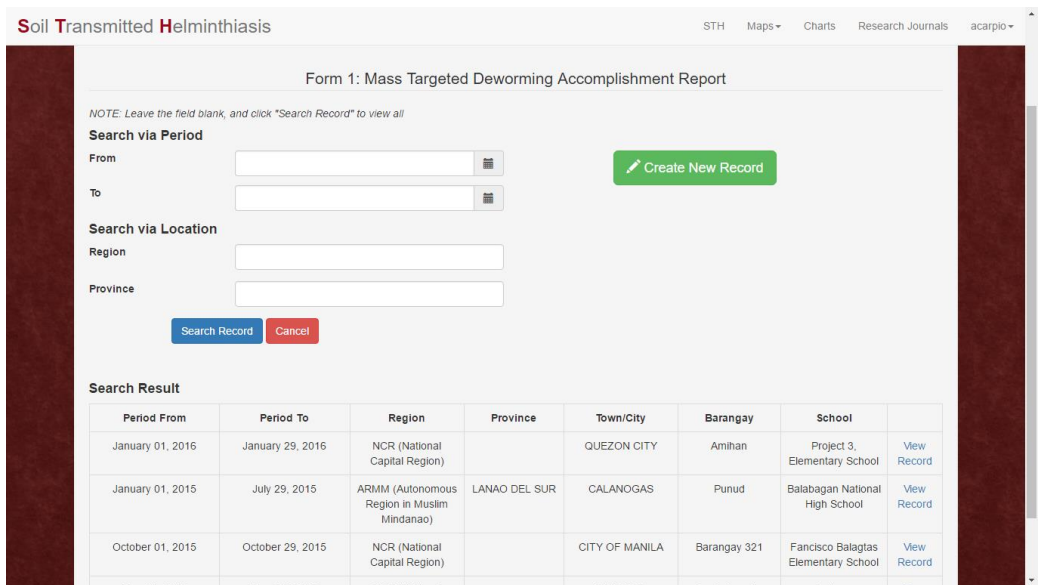 Soil Transmitted Helminthiasis
STH Maps Charts Research Journals acarpio
Form 1: Mass Targeted Deworming Accomplishment Report
NOTE: Leave the field blank, and click "Search Record" to view all
Search via Period
From
Create New Record
To
Search via Location
Region
Province
Search Record Cancel
Search Result
Period From Period To Region Province Town/City Barangay School
January 01, 2016 January 29, 2016 NCR (National QUEZON CITY Amihan Project 3, View
Capital Region) Elementary School Record
January 01, 2015 July 29, 2015 ARMM (Autonomous LANAO DEL SUR CALANOGAS Punud Balabagan National View
Region in Muslim High School Record
Mindanao)
October 01, 2015 October 29, 2015 NCR (National CITY OF MANILA Barangay 321 Fancisco Balagtas View
Capital Region) Elementary School Record